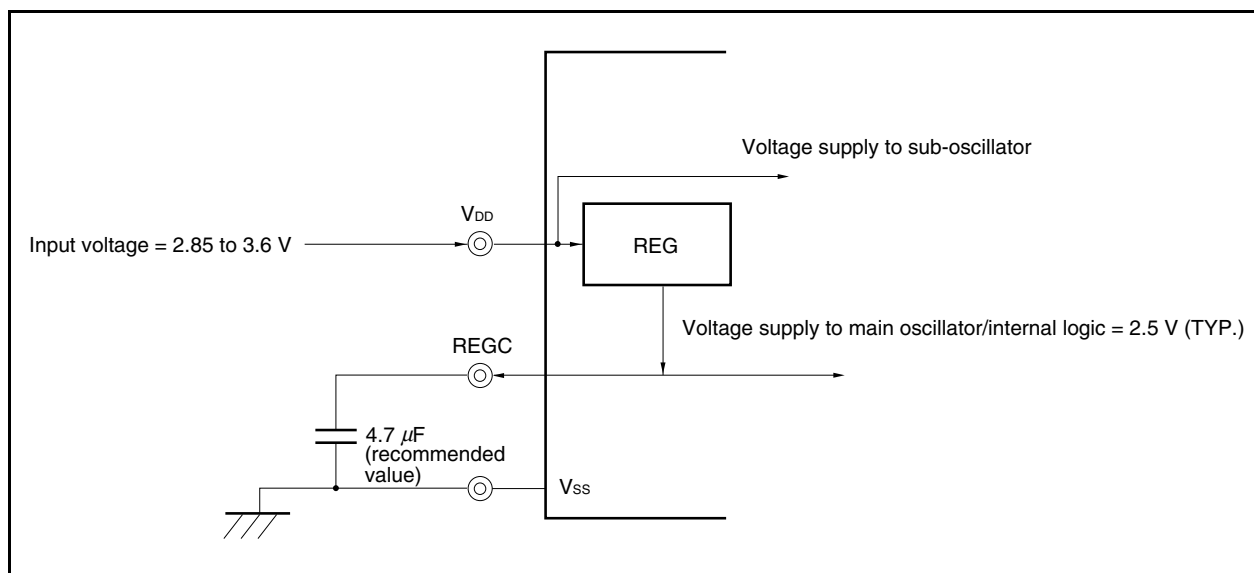 Voltage supply to sub-oscillator
VDD
Input voltage = 2.85 to 3.6 V
REG
Voltage supply to main oscillator/internal logic = 2.5 V (TYP.)
REGC
4.7 μF
(recommended
value)
VSS